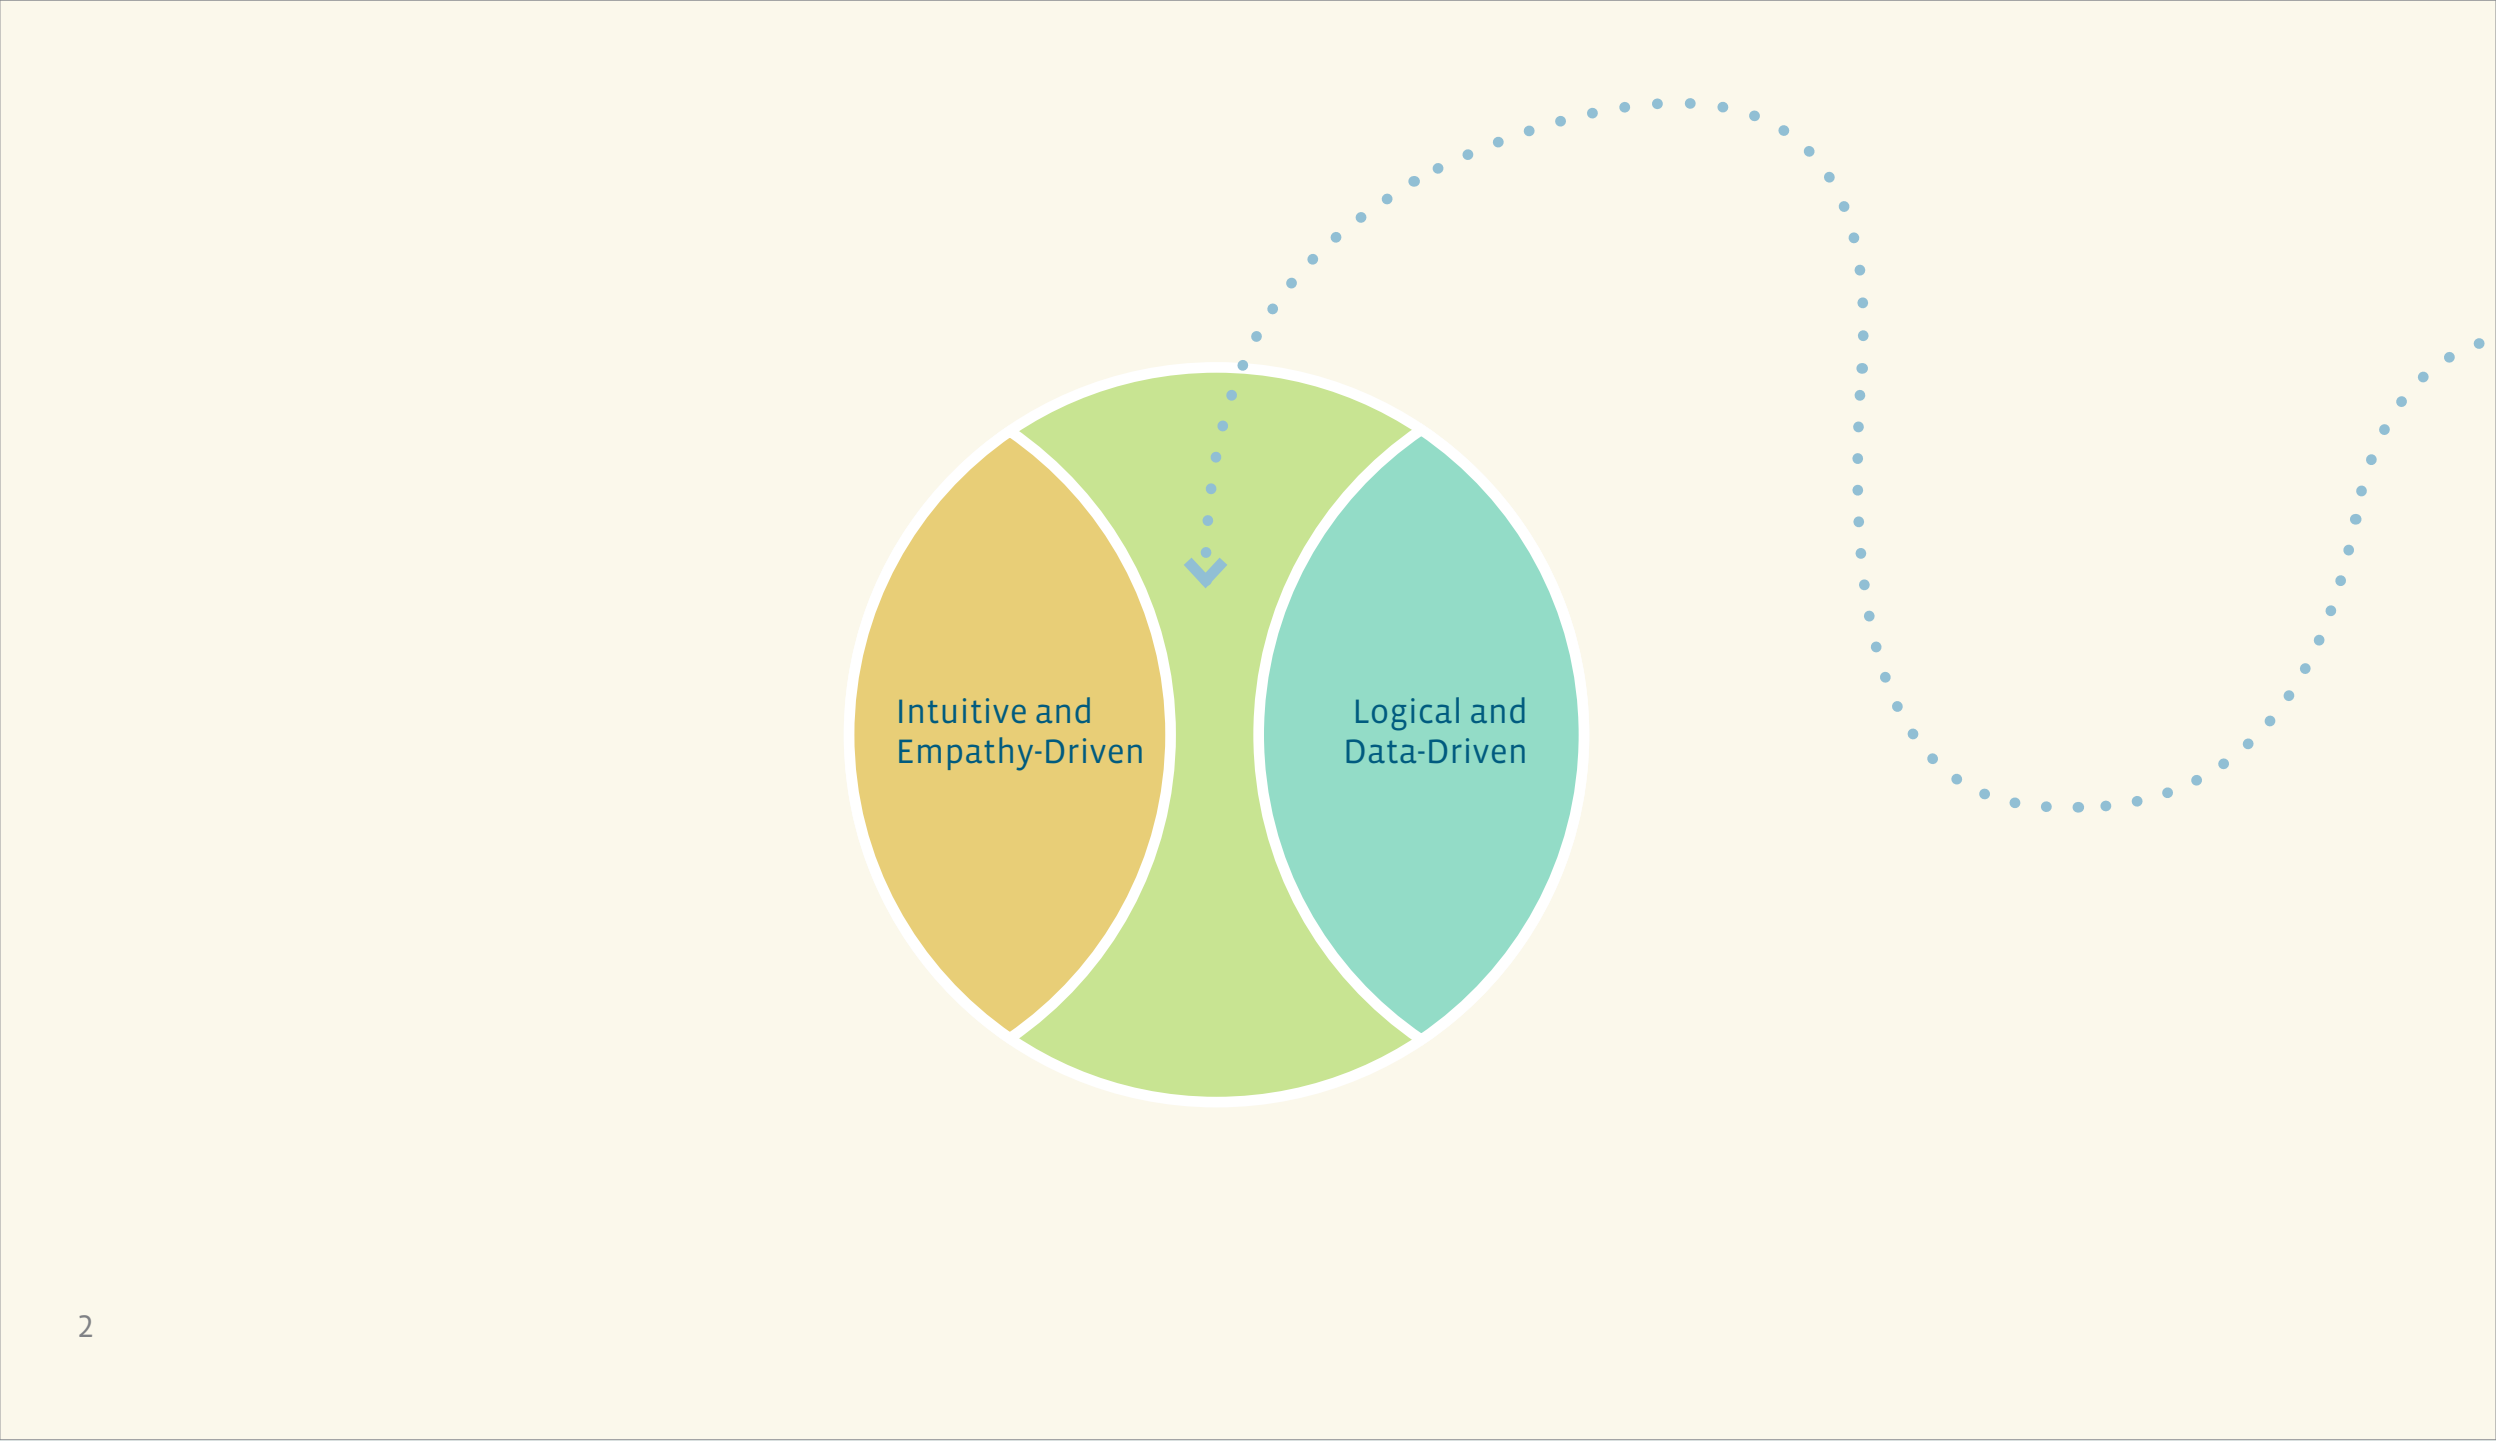 Intuitive and
Empathy-Driven
Logical and
Data-Driven
2